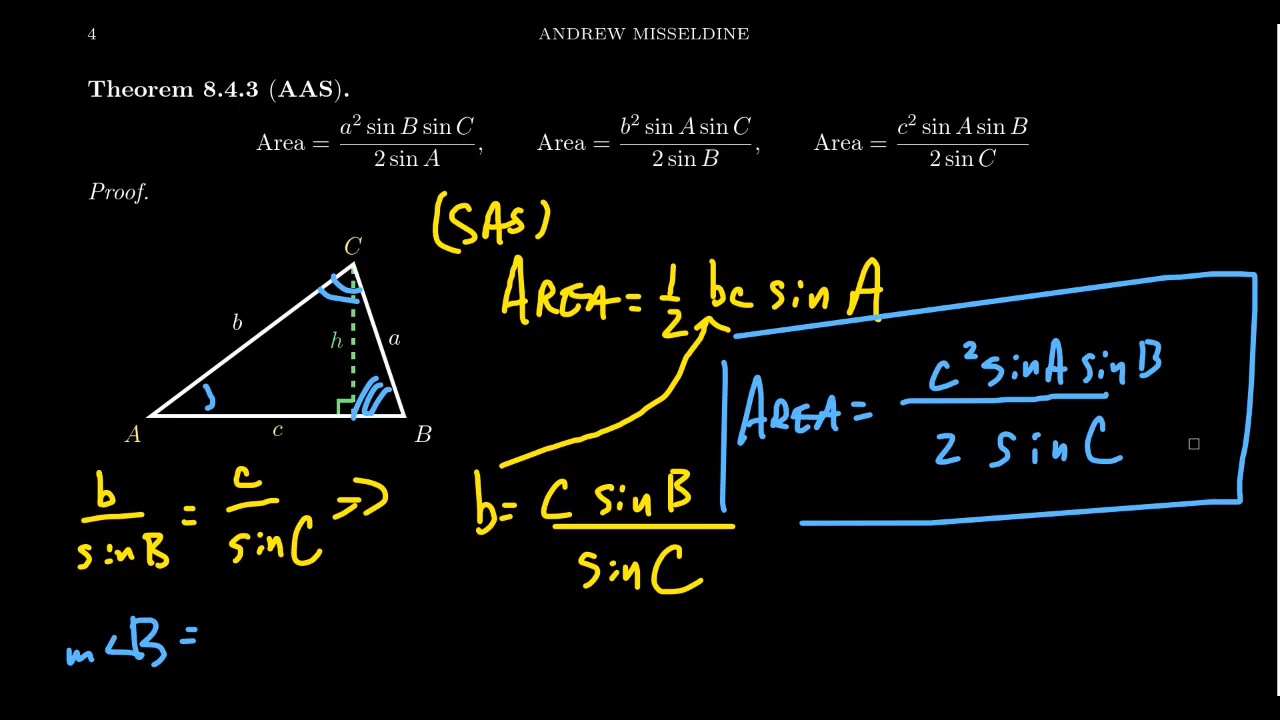 4 ANDREW MISSELDINE
Theorem 8.4.3 (AAS).
Area = a² sin B sin C / 2 sin A, Area = b² sin A sin C / 2 sin B, Area = c² sin A sin B / 2 sin C
Proof.
(SAS)
C
AREA = 1/2 bc sin A
b
h
a
AREA = c² sin A sin B / 2 sin C
A
c
B
b / sin B = c / sin C =>
b = c sin B / sin C
m∠B =